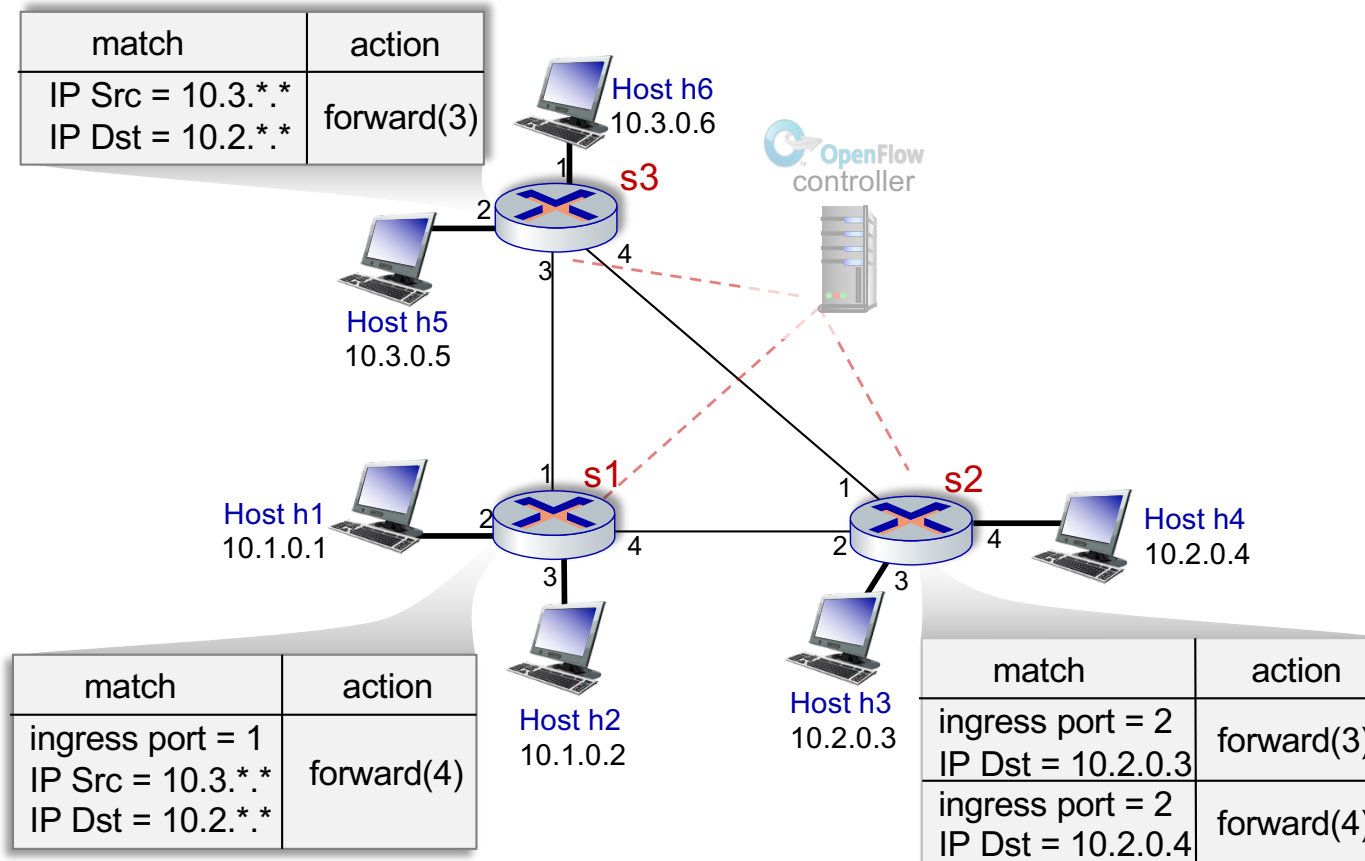 match action
IP Src = 10.3.*.*
IP Dst = 10.2.*.*
forward(3)
Host h6
10.3.0.6
OpenFlow
controller
1
s3
2
3
4
Host h5
10.3.0.5
1
s1
2
4
3
Host h1
10.1.0.1
Host h2
10.1.0.2
1
s2
2
4
3
Host h4
10.2.0.4
Host h3
10.2.0.3
match action
ingress port = 1
IP Src = 10.3.*.*
IP Dst = 10.2.*.*
forward(4)
match action
ingress port = 2
IP Dst = 10.2.0.3
forward(3)
ingress port = 2
IP Dst = 10.2.0.4
forward(4)